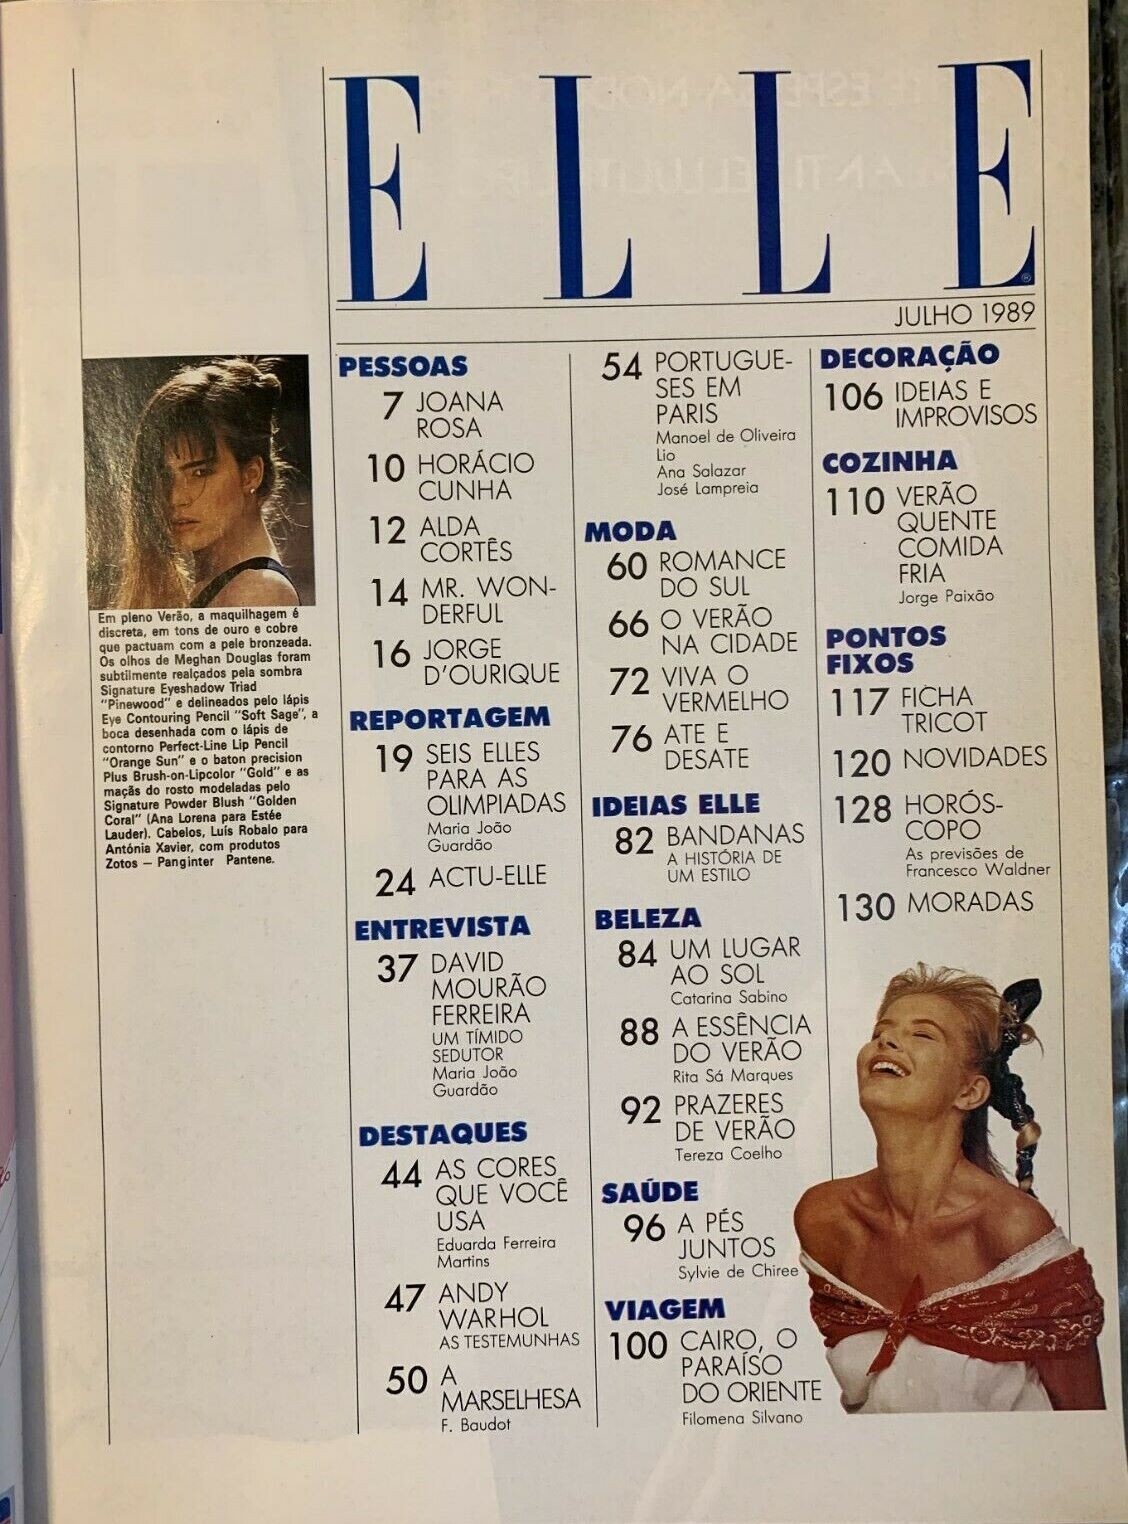 ELLE
JULHO 1989
Em pleno Verão, a maquilhagem é
discreta, em tons de ouro e cobre
que pactuam com a pele bronzeada.
Os olhos de Meghan Douglas foram
subtilmente realçados pela sombra
Signature Eyeshadow Triad
"Pinewood" e delineados pelo lápis
Eye Contouring Pencil "Soft Sage", a
boca desenhada com o lápis de
contorno Perfect-Line Lip Pencil
"Orange Sun" e o baton precision
Plus Brush-on-Lipcolor "Gold" e as
maçãs do rosto modeladas pelo
Signature Powder Blush "Golden
Coral" (Ana Lorena para Estée
Lauder). Cabelos, Luís Robalo para
Antónia Xavier, com produtos
Zotos — Panginter Pantene.
PESSOAS
7 JOANA
ROSA
10 HORÁCIO
CUNHA
12 ALDA
CORTÊS
14 MR. WON-
DERFUL
16 JORGE
D'OURIQUE
REPORTAGEM
19 SEIS ELLES
PARA AS
OLIMPIADAS
Maria João
Guardão
24 ACTU-ELLE
ENTREVISTA
37 DAVID
MOURÃO
FERREIRA
UM TÍMIDO
SEDUTOR
Maria João
Guardão
DESTAQUES
44 AS CORES
QUE VOCÊ
USA
Eduarda Ferreira
Martins
47 ANDY
WARHOL
AS TESTEMUNHAS
50 A
MARSELHESA
F. Baudot
54 PORTUGUE-
SES EM
PARIS
Manoel de Oliveira
Lio
Ana Salazar
José Lampreia
MODA
60 ROMANCE
DO SUL
66 O VERÃO
NA CIDADE
72 VIVA O
VERMELHO
76 ATE E
DESATE
IDEIAS ELLE
82 BANDANAS
A HISTÓRIA DE
UM ESTILO
BELEZA
84 UM LUGAR
AO SOL
Catarina Sabino
88 A ESSÊNCIA
DO VERÃO
Rita Sá Marques
92 PRAZERES
DE VERÃO
Tereza Coelho
SAÚDE
96 A PÉS
JUNTOS
Sylvie de Chiree
VIAGEM
100 CAIRO, O
PARAÍSO
DO ORIENTE
Filomena Silvano
DECORAÇÃO
106 IDEIAS E
IMPROVISOS
COZINHA
110 VERÃO
QUENTE
COMIDA
FRIA
Jorge Paixão
PONTOS
FIXOS
117 FICHA
TRICOT
120 NOVIDADES
128 HORÓS-
COPO
As previsões de
Francesco Waldner
130 MORADAS